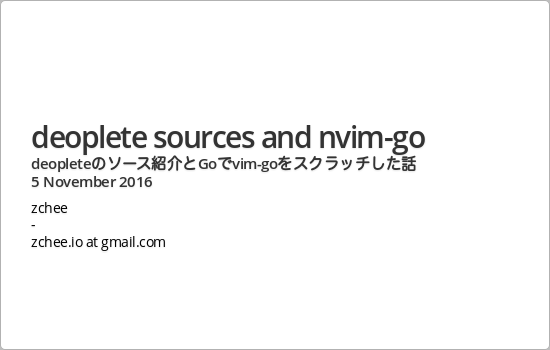 deoplete sources and nvim-go
deopleteのソース紹介とGoでvim-goをスクラッチした話
5 November 2016
zchee
-
zchee.io at gmail.com